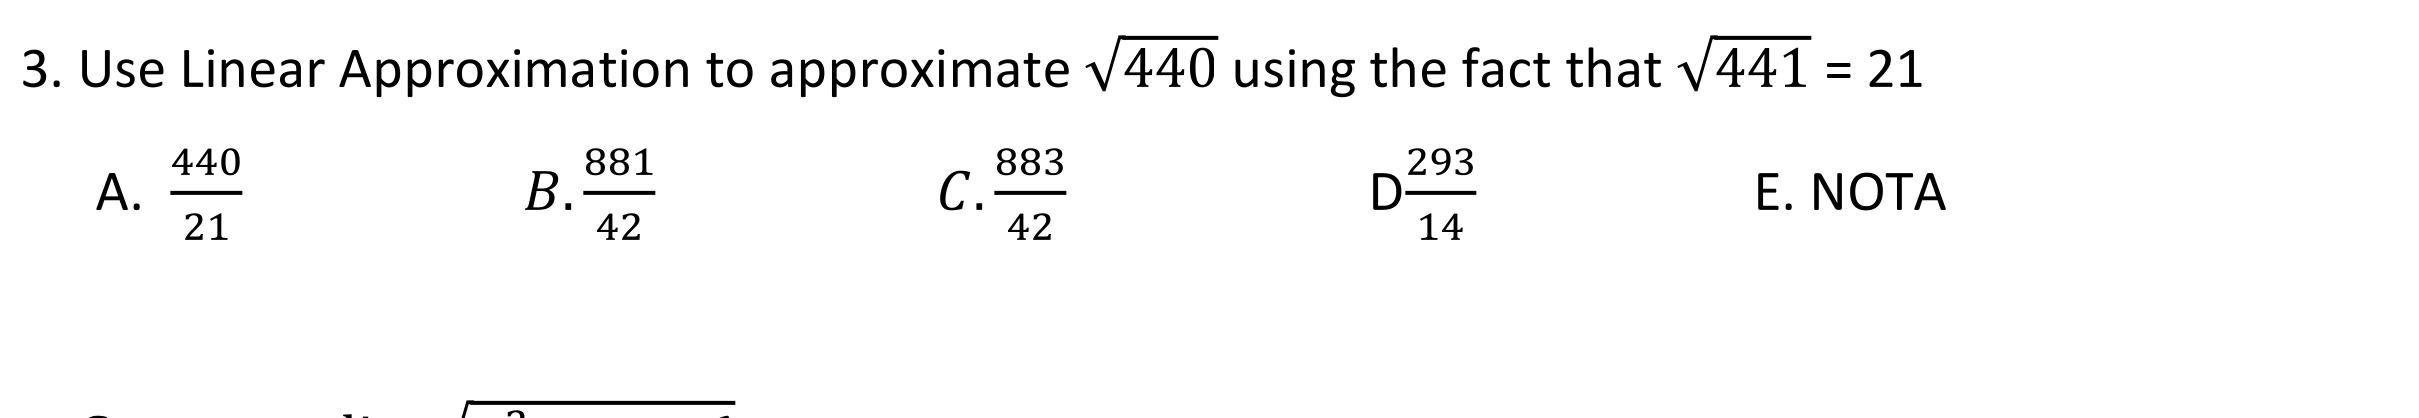 3. Use Linear Approximation to approximate √440 using the fact that √441 = 21
A. 440/21 B. 881/42 C. 883/42 D 293/14 E. NOTA